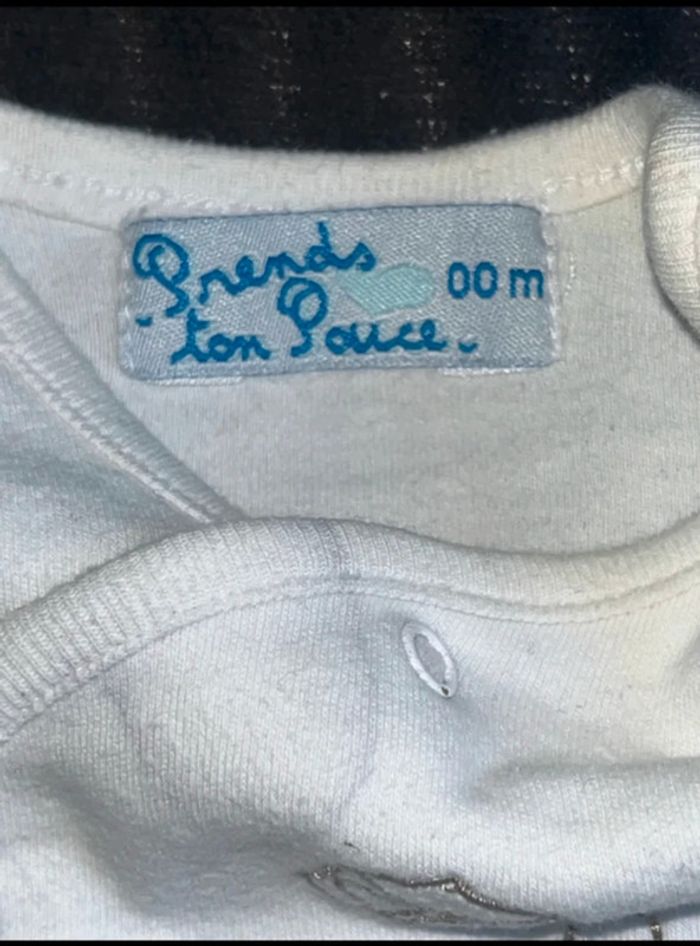 Prends
00 m
- ton Pouce -